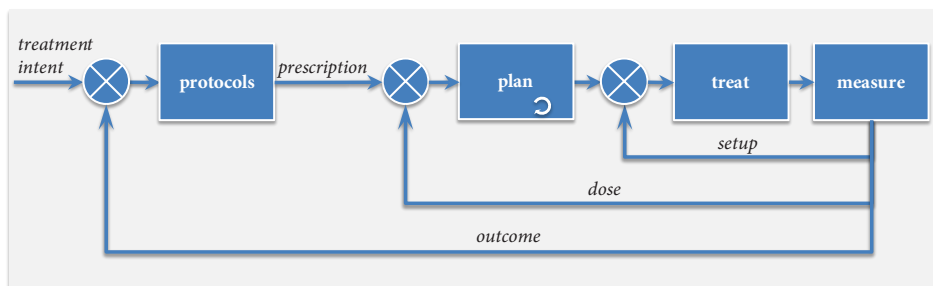 treatment
intent
protocols
prescription
plan
treat
measure
setup
dose
outcome